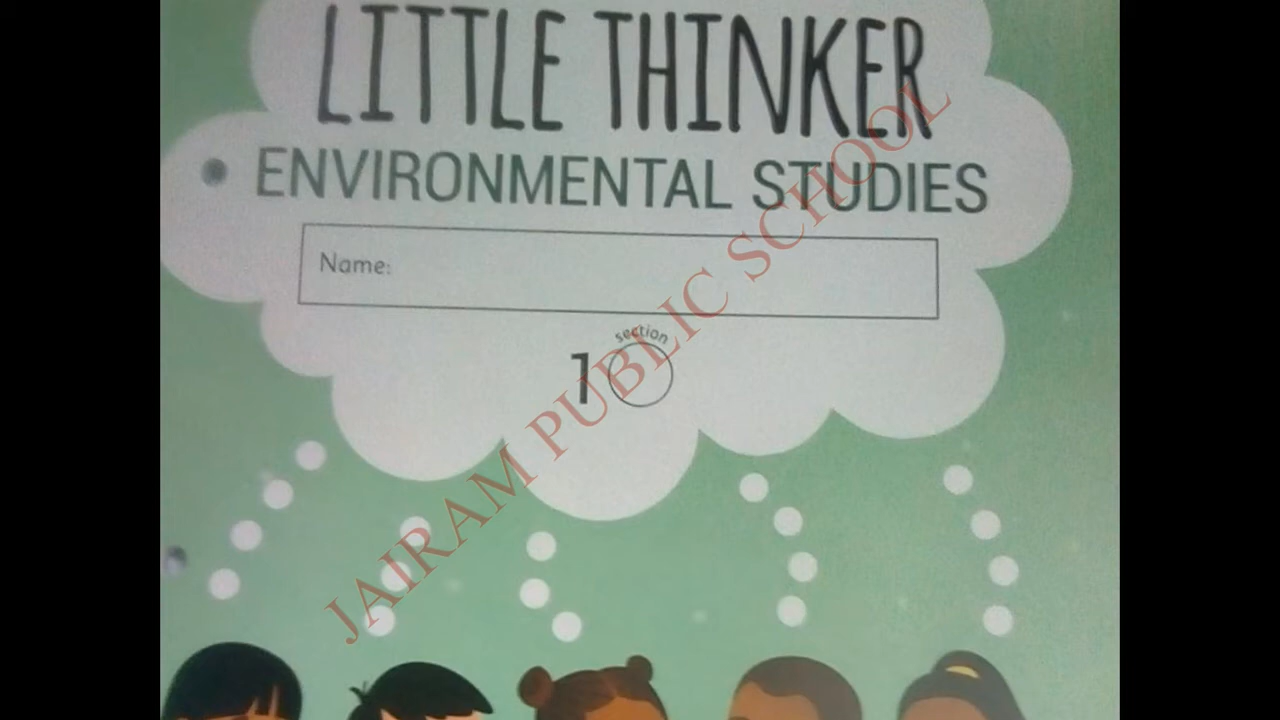 LITTLE THINKER
ENVIRONMENTAL STUDIES
Name:
section
1
JAIRAM PUBLIC SCHOOL